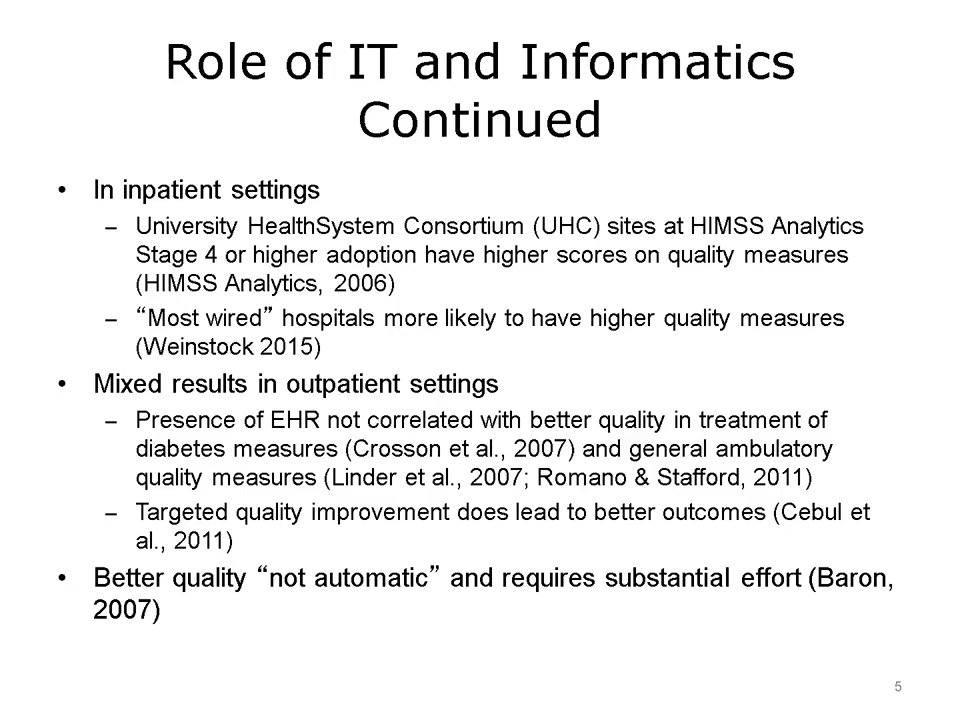 Role of IT and Informatics
Continued
• In inpatient settings
– University HealthSystem Consortium (UHC) sites at HIMSS Analytics
Stage 4 or higher adoption have higher scores on quality measures
(HIMSS Analytics, 2006)
– “Most wired” hospitals more likely to have higher quality measures
(Weinstock 2015)
• Mixed results in outpatient settings
– Presence of EHR not correlated with better quality in treatment of
diabetes measures (Crosson et al., 2007) and general ambulatory
quality measures (Linder et al., 2007; Romano & Stafford, 2011)
– Targeted quality improvement does lead to better outcomes (Cebul et
al., 2011)
• Better quality “not automatic” and requires substantial effort (Baron,
2007)
5